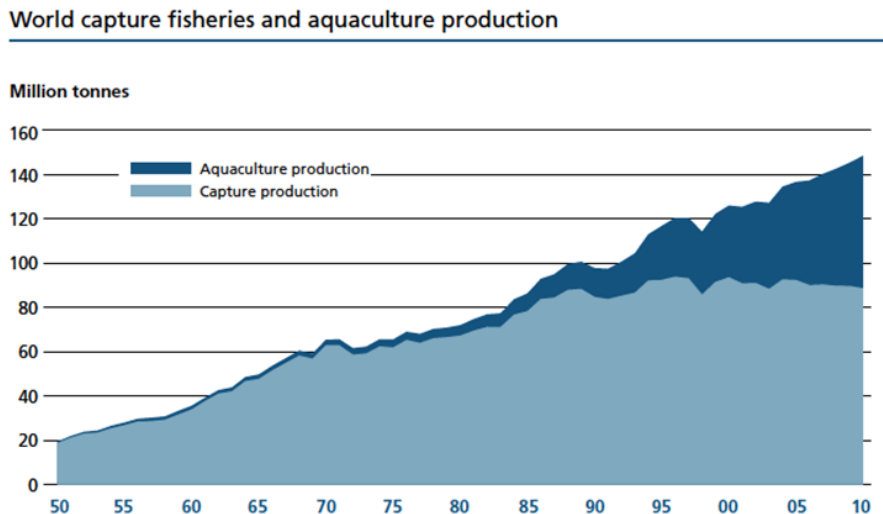 World capture fisheries and aquaculture production
Million tonnes
160
Aquaculture production
140
Capture production
120
100
80
60
40
20
0
50 55 60 65 70 75 80 85 90 95 00 05 10